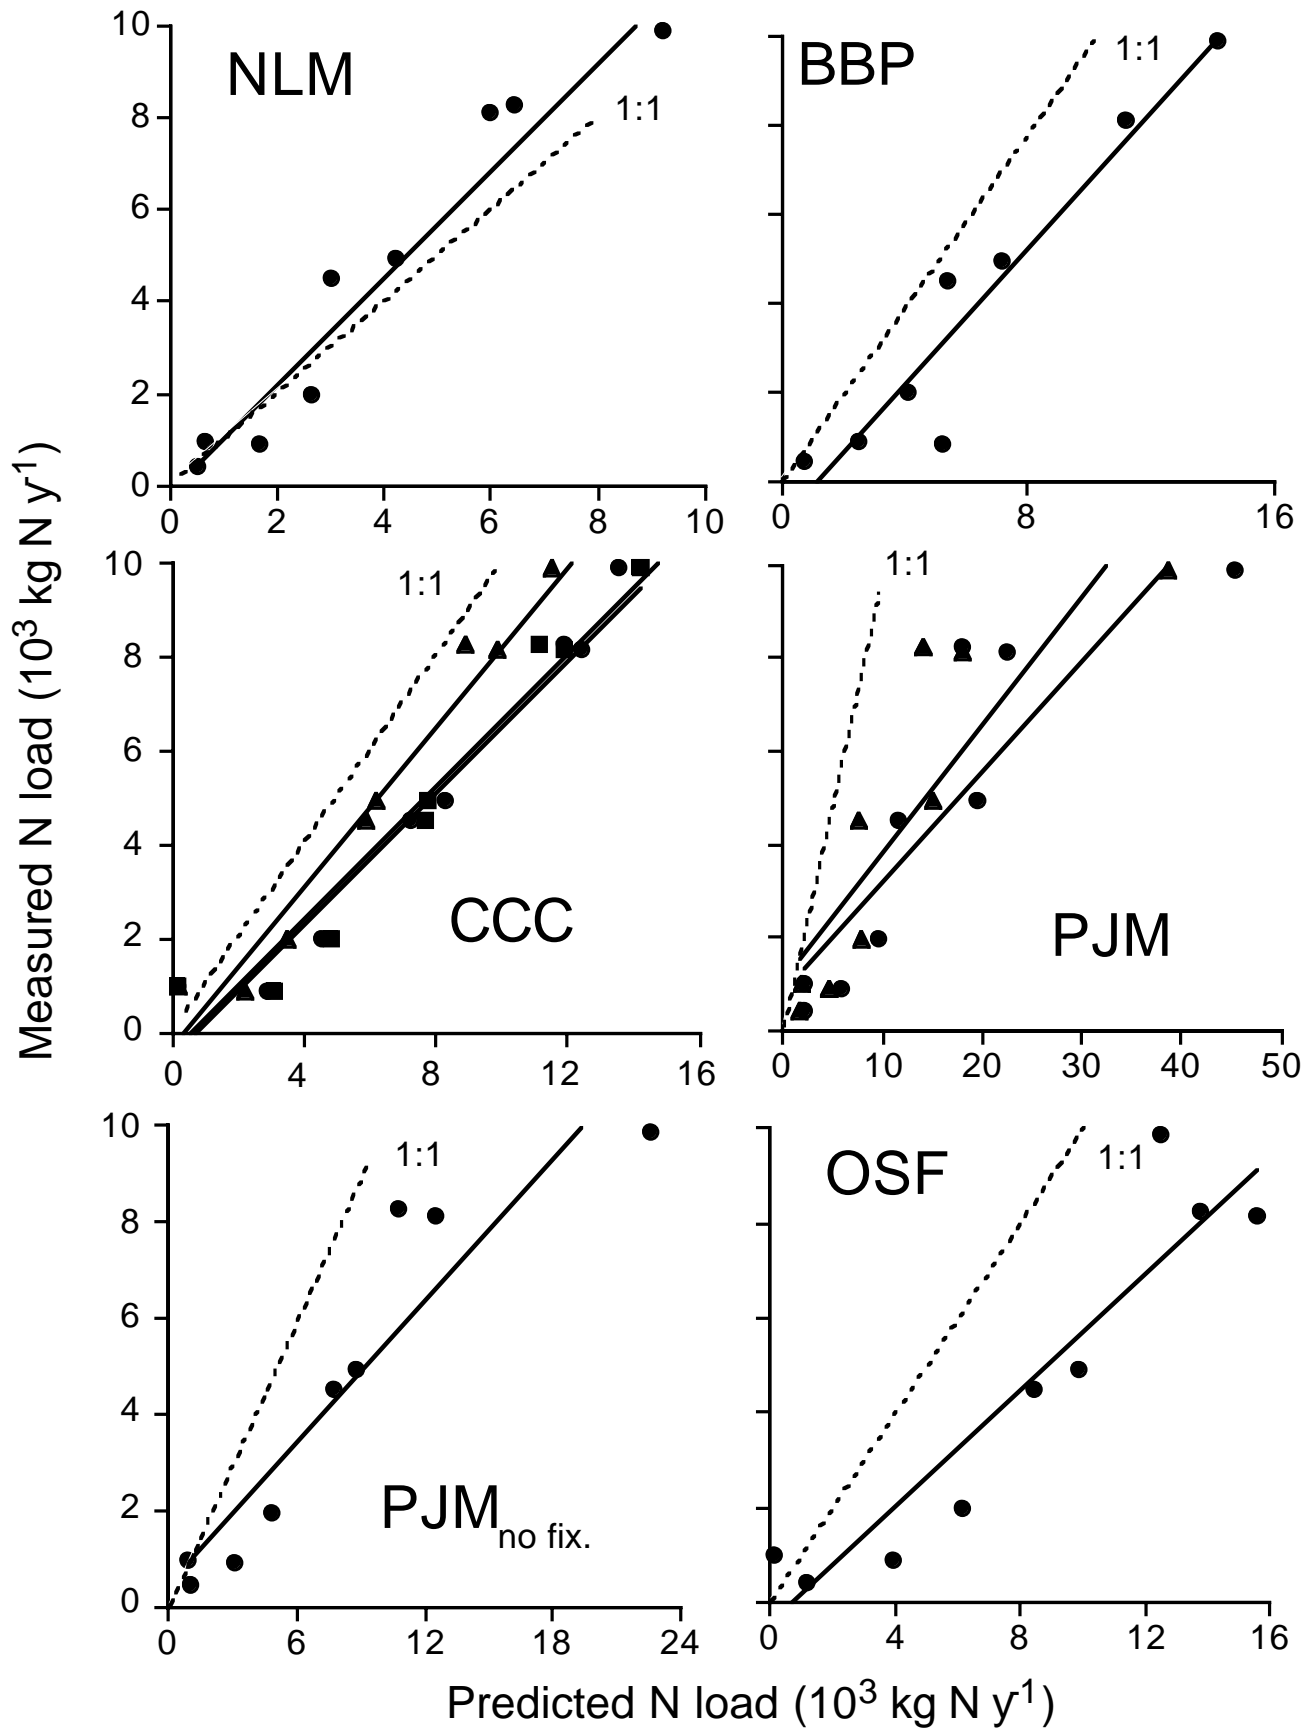 Measured N load (10³ kg N y⁻¹)
NLM
1:1
10
8
6
4
2
0
0 2 4 6 8 10
BBP
1:1
0 8 16
CCC
1:1
10
8
6
4
2
0
0 4 8 12 16
PJM
1:1
0 10 20 30 40 50
PJM no fix.
1:1
10
8
6
4
2
0
0 6 12 18 24
OSF
1:1
0 4 8 12 16
Predicted N load (10³ kg N y⁻¹)